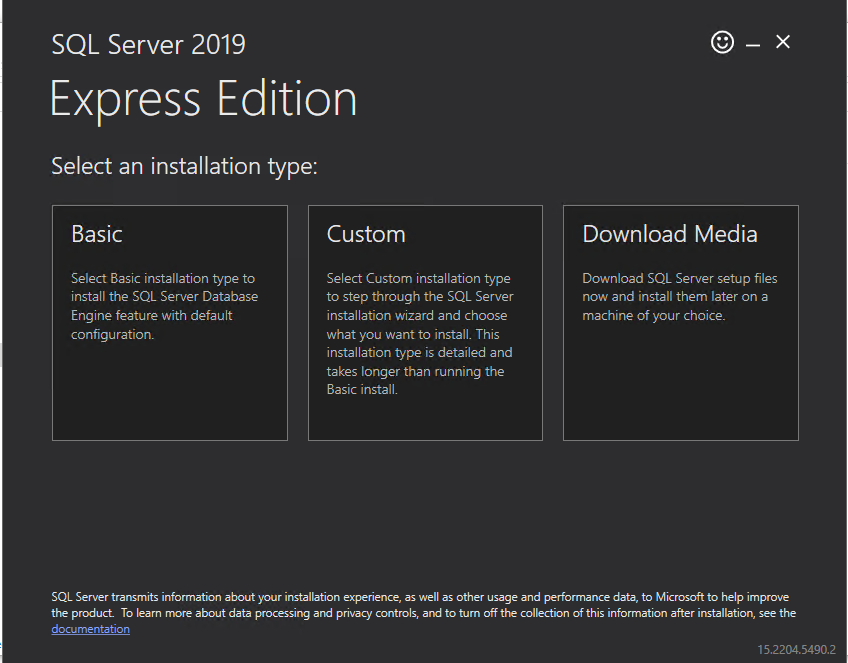 SQL Server 2019
Express Edition
Select an installation type:
Basic
Select Basic installation type to
install the SQL Server Database
Engine feature with default
configuration.
Custom
Select Custom installation type
to step through the SQL Server
installation wizard and choose
what you want to install. This
installation type is detailed and
takes longer than running the
Basic install.
Download Media
Download SQL Server setup files
now and install them later on a
machine of your choice.
SQL Server transmits information about your installation experience, as well as other usage and performance data, to Microsoft to help improve
the product.  To learn more about data processing and privacy controls, and to turn off the collection of this information after installation, see the
documentation
15.2204.5490.2